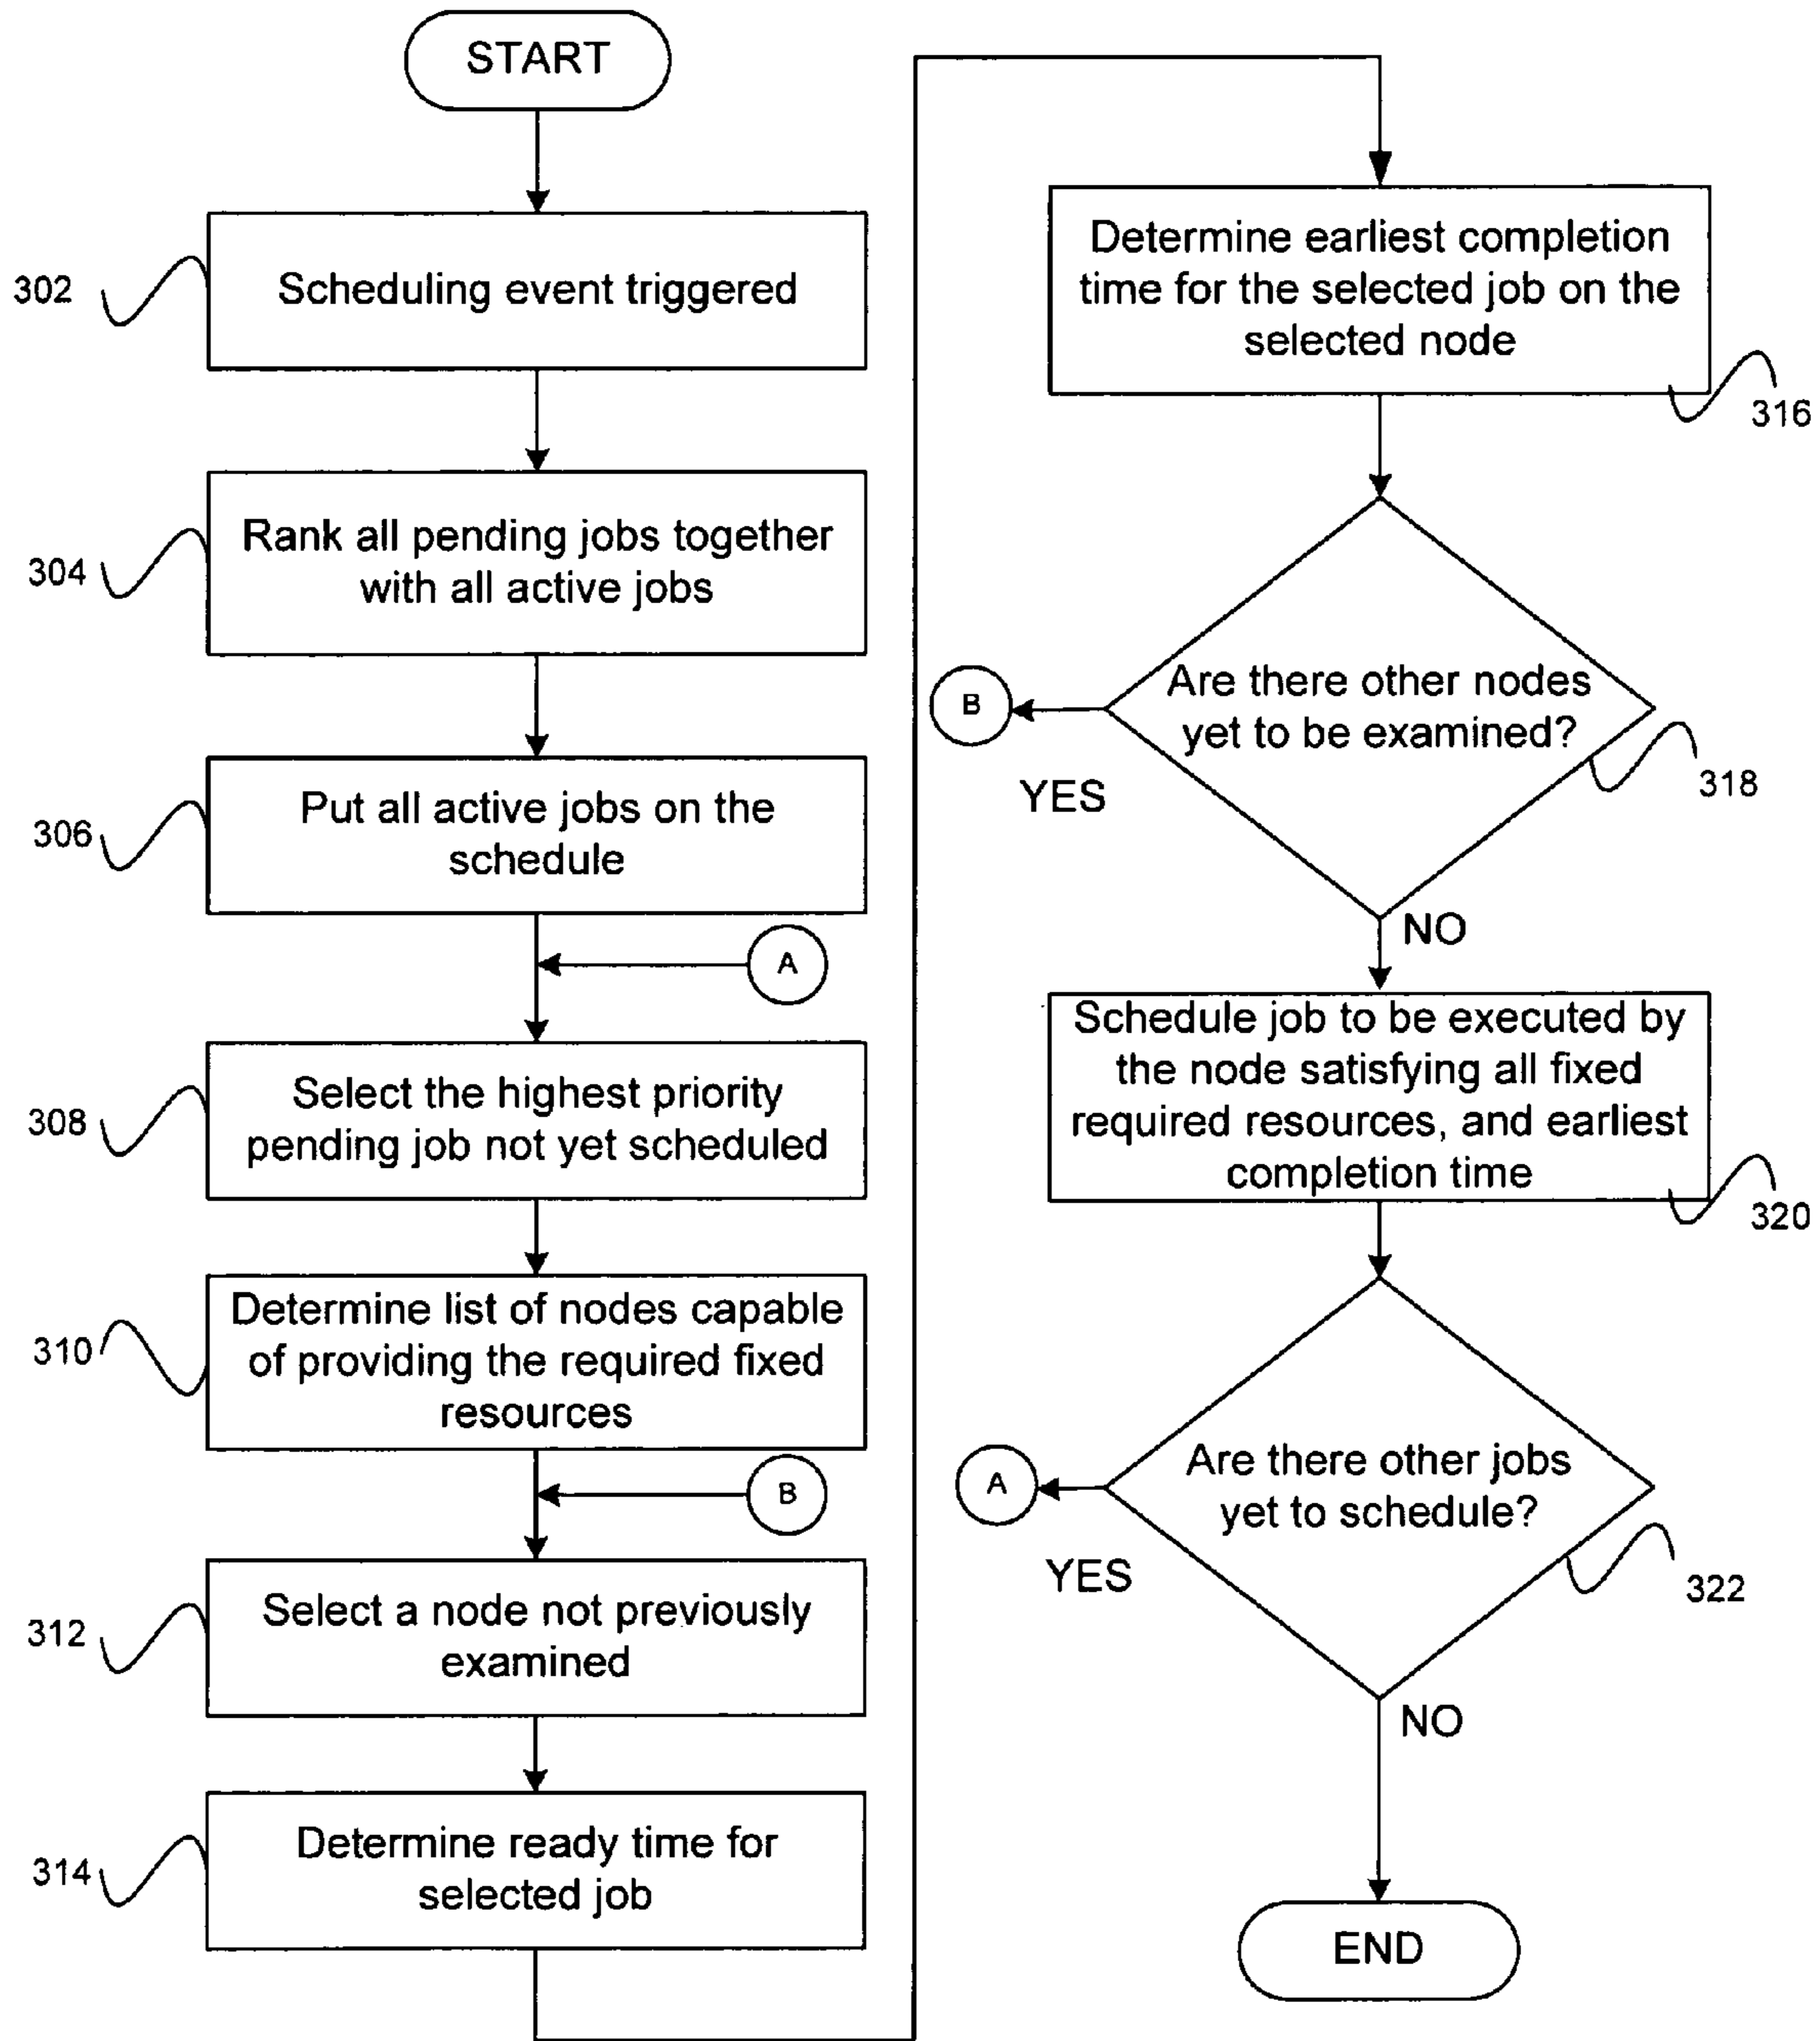 START
302
Scheduling event triggered
304
Rank all pending jobs together
with all active jobs
306
Put all active jobs on the
schedule
A
308
Select the highest priority
pending job not yet scheduled
310
Determine list of nodes capable
of providing the required fixed
resources
B
312
Select a node not previously
examined
314
Determine ready time for
selected job
Determine earliest completion
time for the selected job on the
selected node
316
Are there other nodes
yet to be examined?
B
YES
318
NO
Schedule job to be executed by
the node satisfying all fixed
required resources, and earliest
completion time
320
Are there other jobs
yet to schedule?
A
YES
322
NO
END